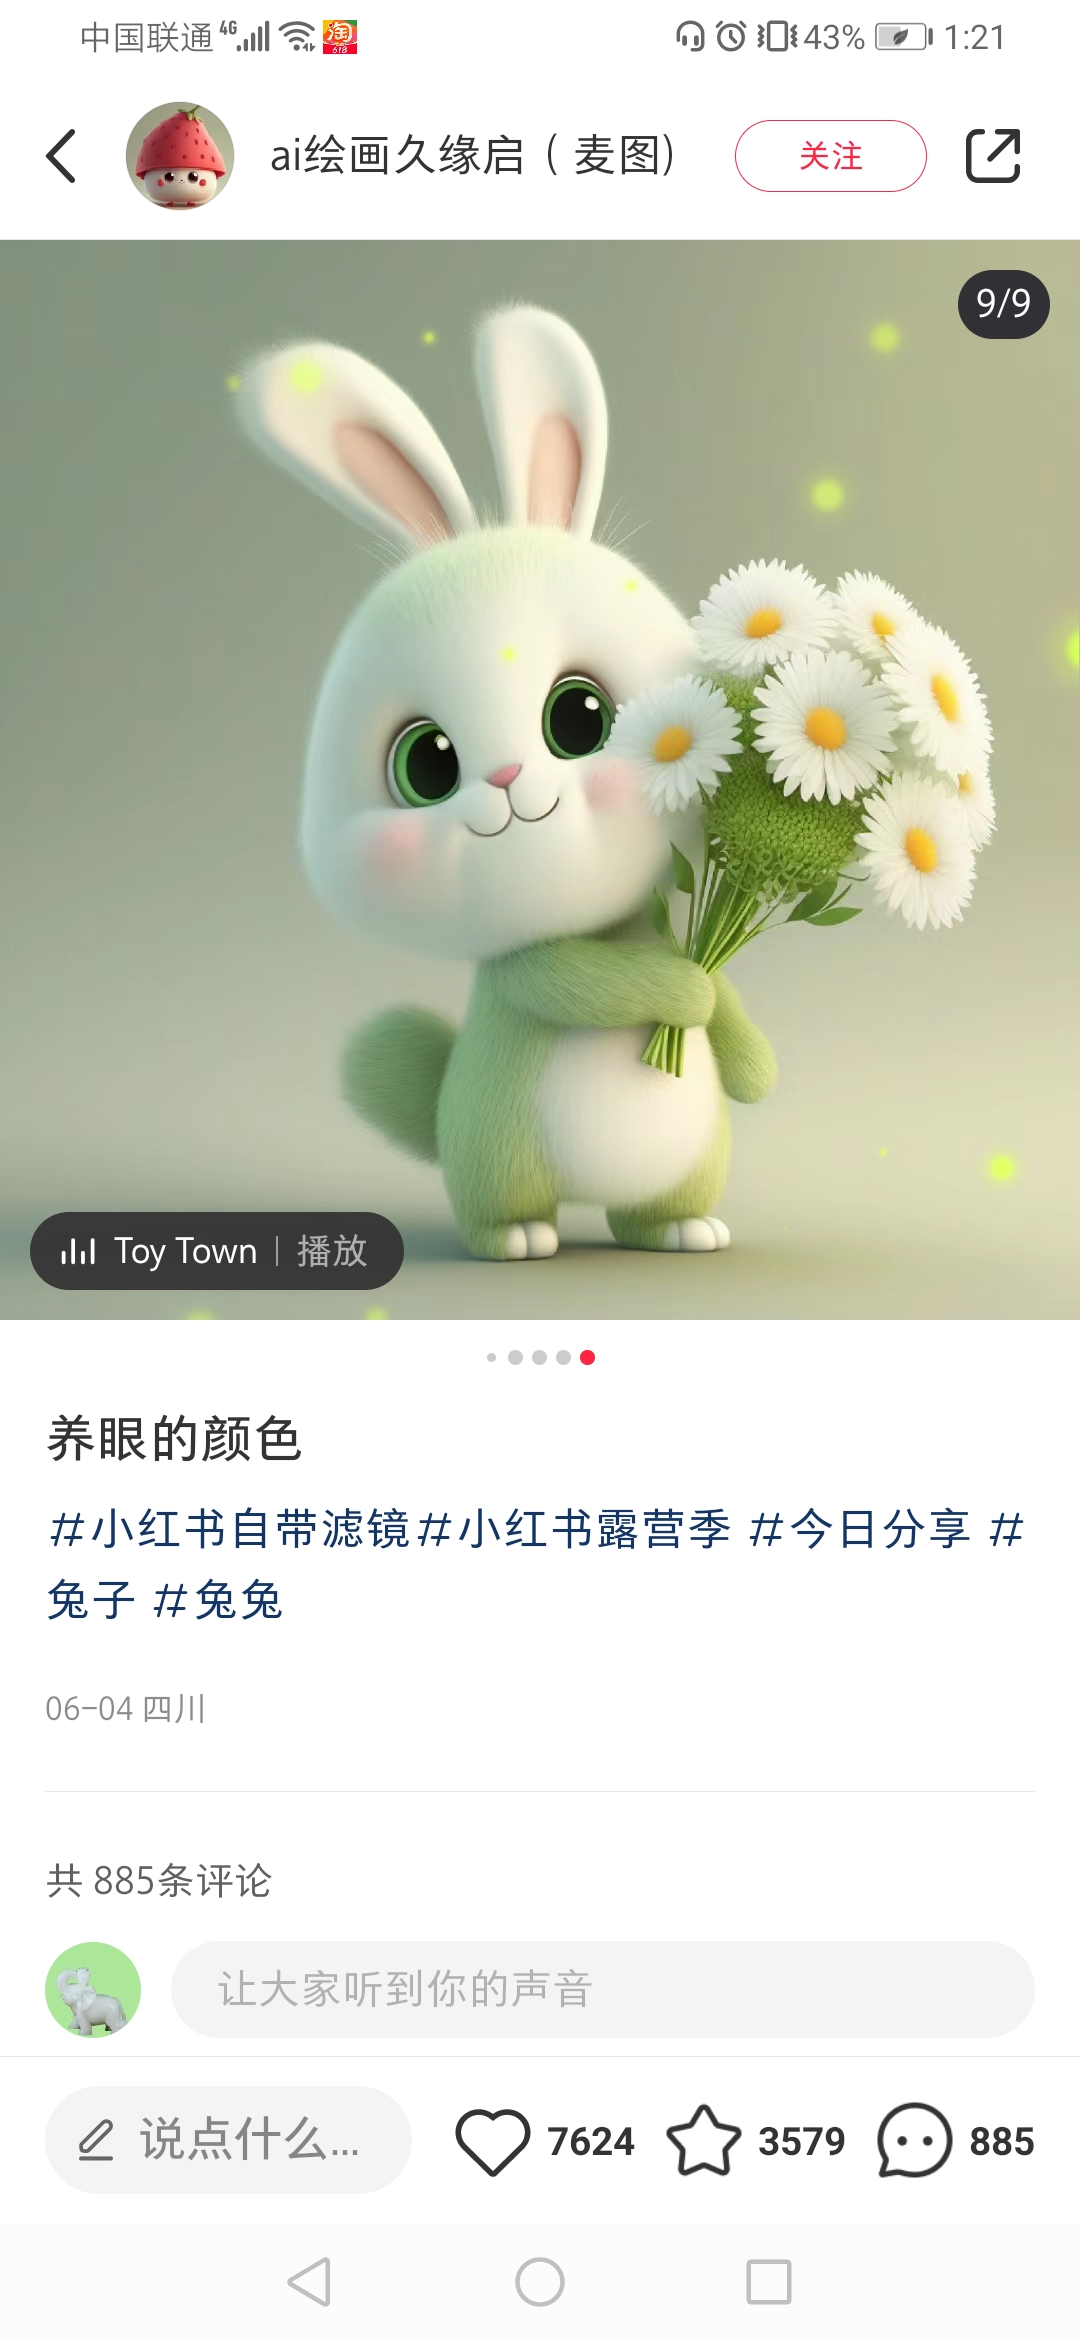 中国联通 4G 淘 618 43% 1:21
ai绘画久缘启（麦图) 关注
9/9
Toy Town | 播放
养眼的颜色
#小红书自带滤镜#小红书露营季 #今日分享 #
兔子 #兔兔
06-04 四川
共 885条评论
让大家听到你的声音
说点什么... 7624 3579 885